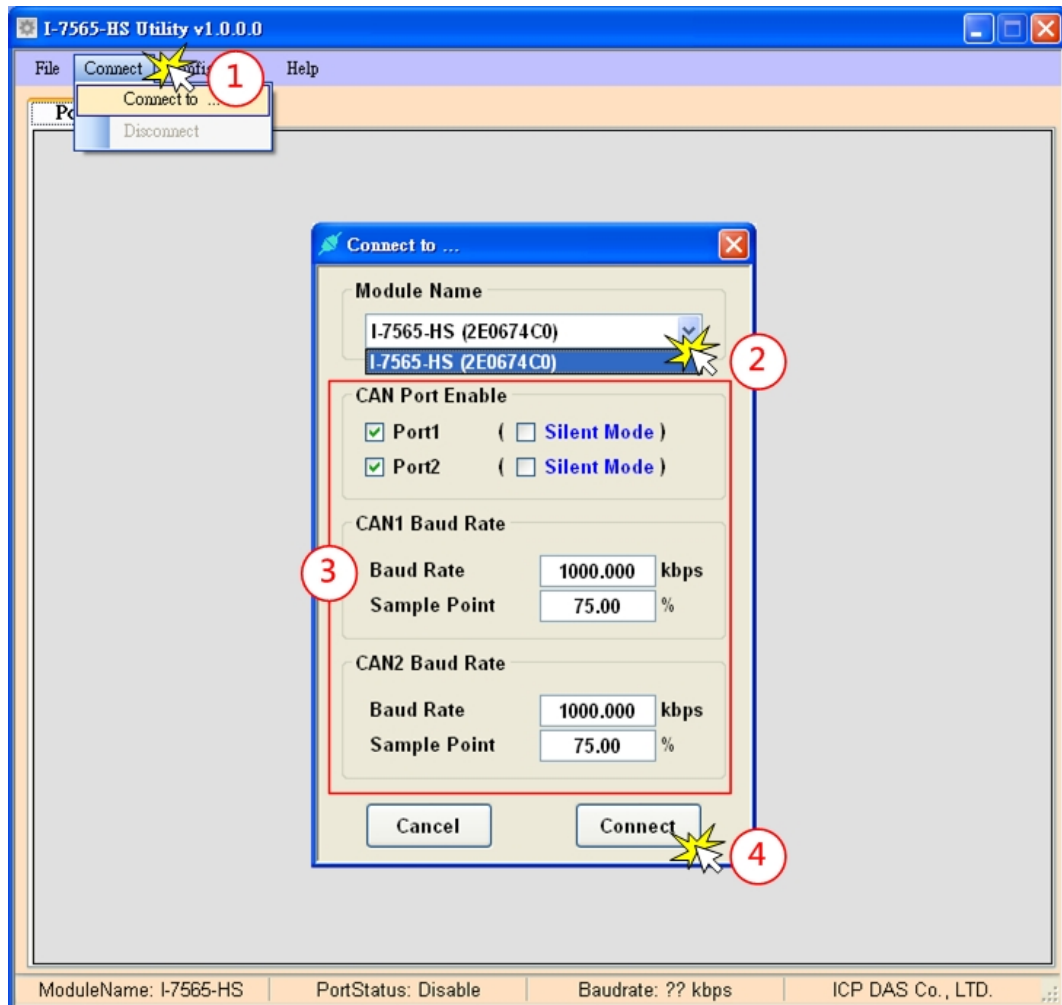 I-7565-HS Utility v1.0.0.0
File Connect Help
1
Connect to ...
Disconnect
Connect to ...
Module Name
I-7565-HS (2E0674C0)
I-7565-HS (2E0674C0)
2
CAN Port Enable
Port1 ( Silent Mode )
Port2 ( Silent Mode )
CAN1 Baud Rate
3
Baud Rate 1000.000 kbps
Sample Point 75.00 %
CAN2 Baud Rate
Baud Rate 1000.000 kbps
Sample Point 75.00 %
Cancel Connect
4
ModuleName: I-7565-HS PortStatus: Disable Baudrate: ?? kbps ICP DAS Co., LTD.